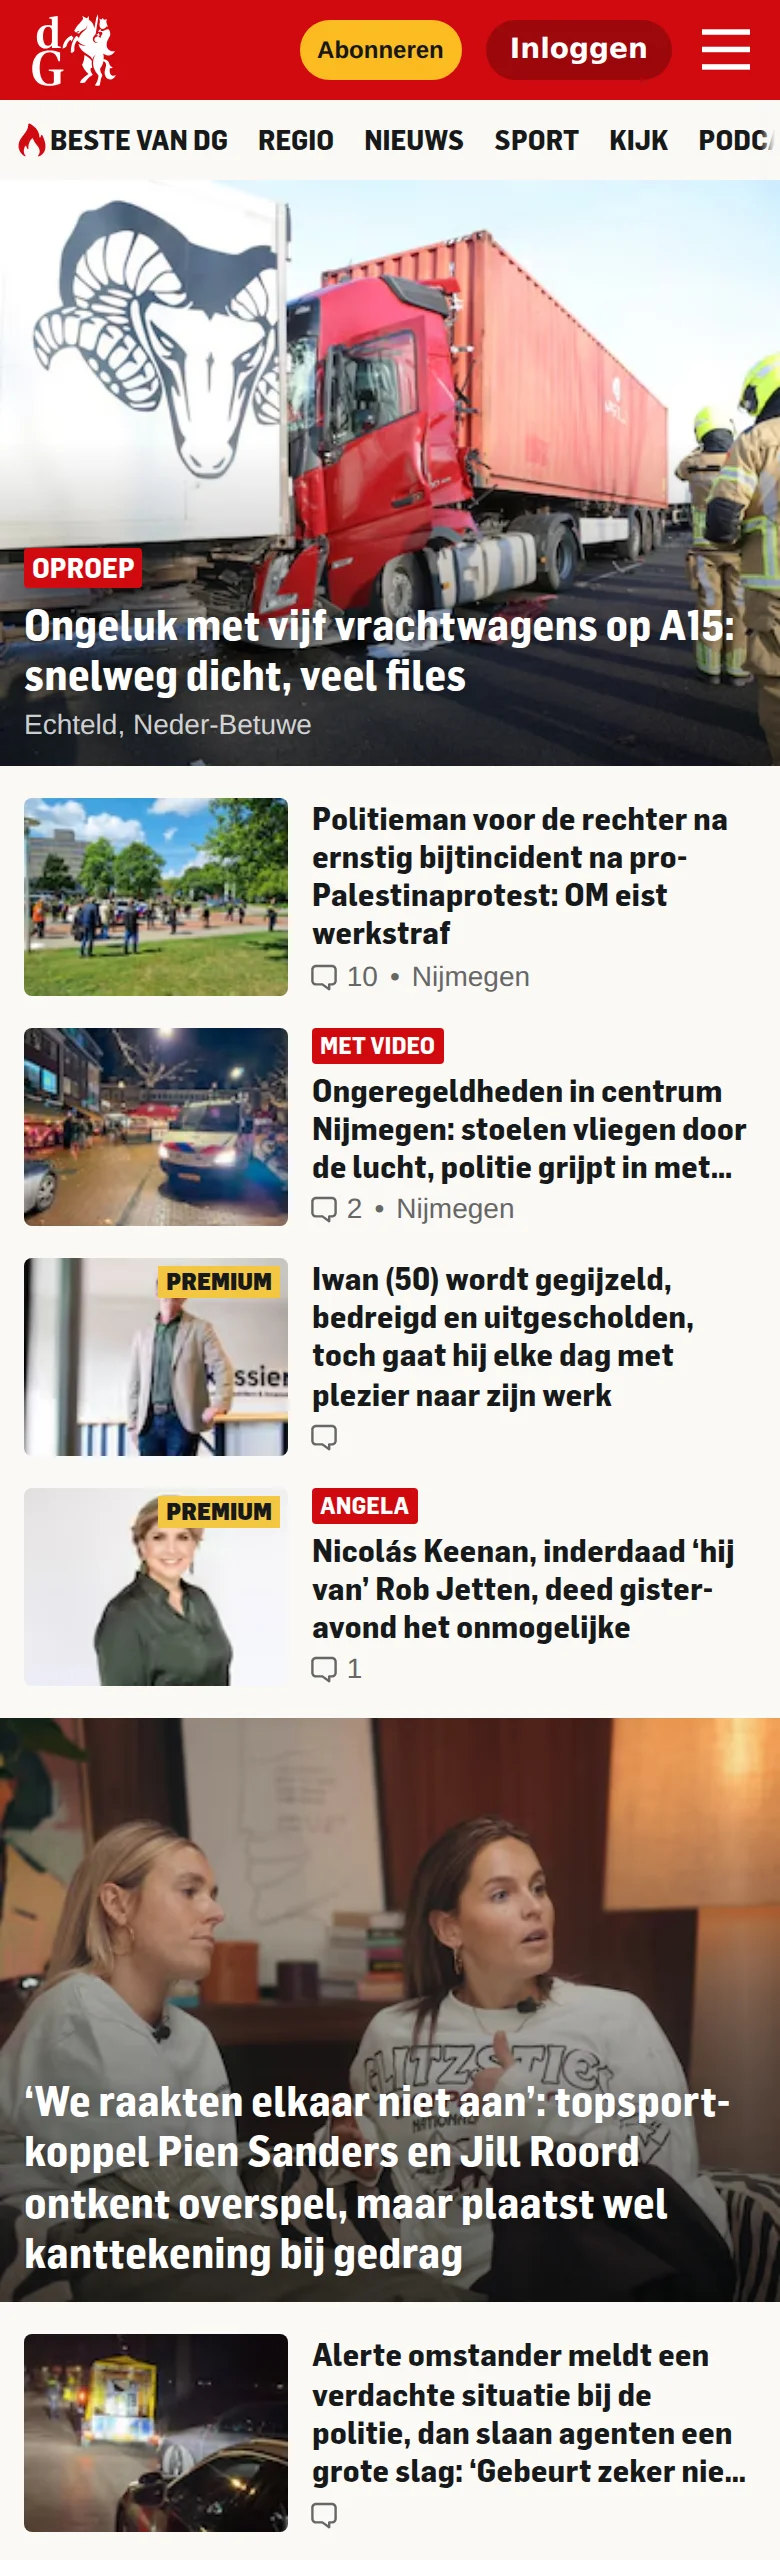 dG
Abonneren
Inloggen
BESTE VAN DG REGIO NIEUWS SPORT KIJK PODCA
OPROEP
Ongeluk met vijf vrachtwagens op A15:
snelweg dicht, veel files
Echteld, Neder-Betuwe
Politieman voor de rechter na
ernstig bijtincident na pro-
Palestinaprotest: OM eist
werkstraf
10 • Nijmegen
MET VIDEO
Ongeregeldheden in centrum
Nijmegen: stoelen vliegen door
de lucht, politie grijpt in met...
2 • Nijmegen
PREMIUM
ssier
Iwan (50) wordt gegijzeld,
bedreigd en uitgescholden,
toch gaat hij elke dag met
plezier naar zijn werk
PREMIUM
ANGELA
Nicolás Keenan, inderdaad ‘hij
van’ Rob Jetten, deed gister-
avond het onmogelijke
1
NATIONAL
‘We raakten elkaar niet aan’: topsport-
koppel Pien Sanders en Jill Roord
ontkent overspel, maar plaatst wel
kanttekening bij gedrag
Alerte omstander meldt een
verdachte situatie bij de
politie, dan slaan agenten een
grote slag: ‘Gebeurt zeker nie...